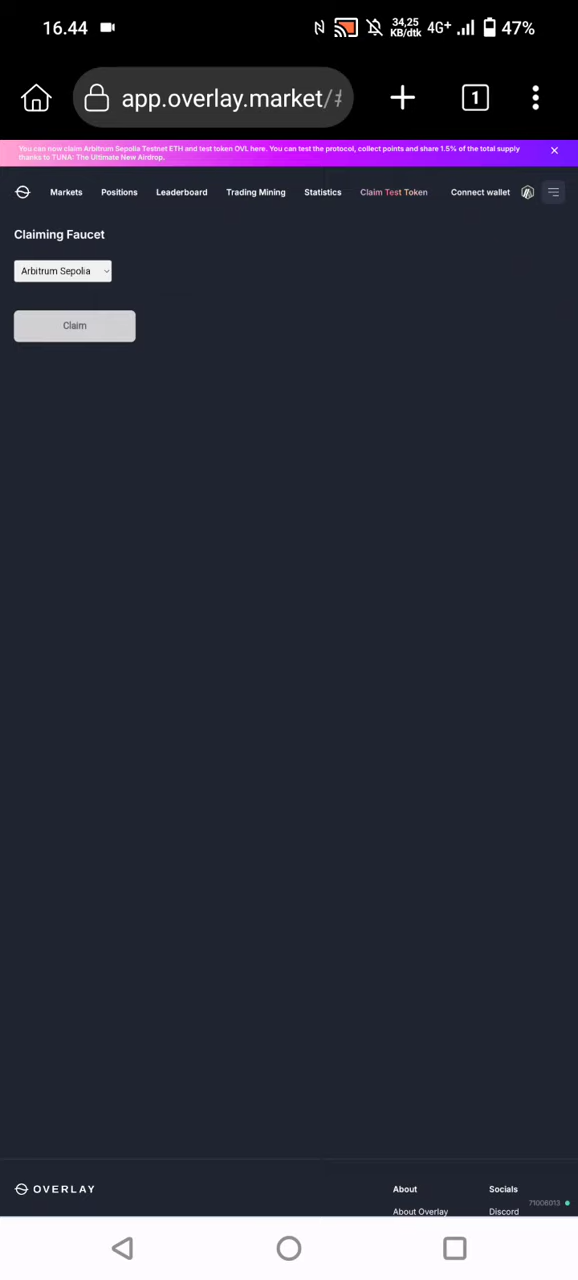 16.44
34,25
KB/dtk
4G+
47%
app.overlay.market/
1
You can now claim Arbitrum Sepolia Testnet ETH and test token OVL here. You can test the protocol, collect points and share 1.5% of the total supply
thanks to TUNA: The Ultimate New Airdrop.
Markets Positions Leaderboard Trading Mining Statistics Claim Test Token Connect wallet
Claiming Faucet
Arbitrum Sepolia
Claim
OVERLAY
About Socials
71006013
About Overlay Discord